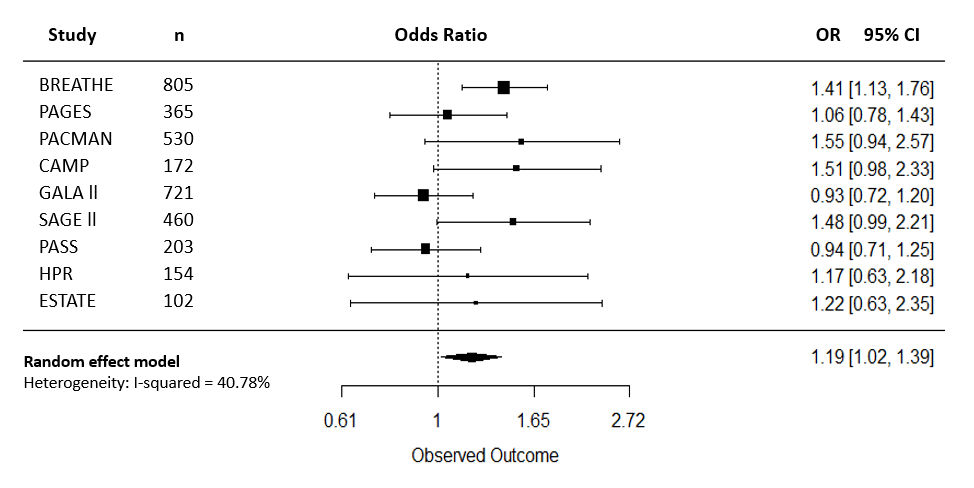 Study n Odds Ratio OR 95% CI
BREATHE 805 1.41 [1.13, 1.76]
PAGES 365 1.06 [0.78, 1.43]
PACMAN 530 1.55 [0.94, 2.57]
CAMP 172 1.51 [0.98, 2.33]
GALA ll 721 0.93 [0.72, 1.20]
SAGE ll 460 1.48 [0.99, 2.21]
PASS 203 0.94 [0.71, 1.25]
HPR 154 1.17 [0.63, 2.18]
ESTATE 102 1.22 [0.63, 2.35]
Random effect model 1.19 [1.02, 1.39]
Heterogeneity: I-squared = 40.78%
0.61 1 1.65 2.72
Observed Outcome